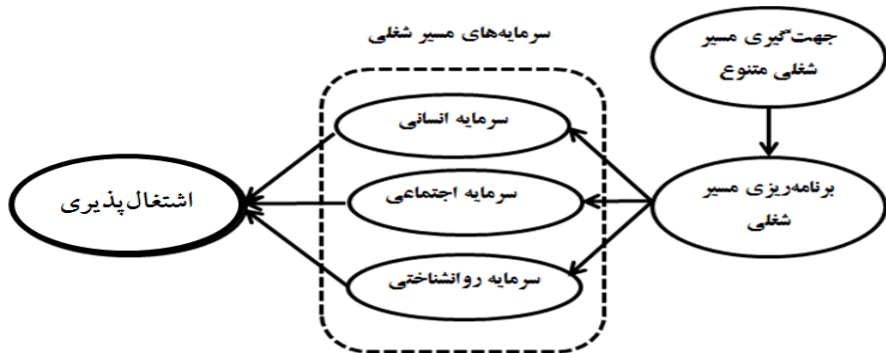 سرمایه‌های مسیر شغلی
جهت‌گیری مسیر
شغلی متنوع
سرمایه انسانی
برنامه‌ریزی مسیر
شغلی
سرمایه اجتماعی
اشتغال‌پذیری
سرمایه روانشناختی